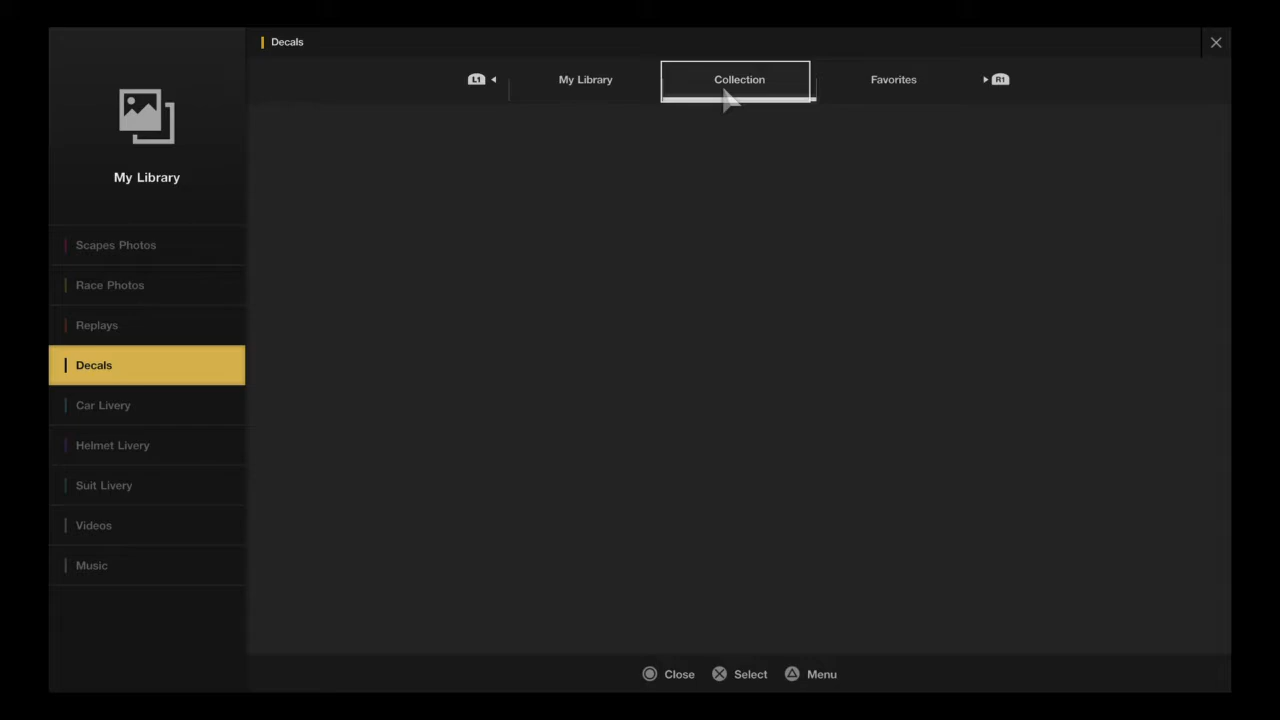 My Library
Scapes Photos
Race Photos
Replays
Decals
Car Livery
Helmet Livery
Suit Livery
Videos
Music
Decals
L1 My Library Collection Favorites R1
Close Select Menu